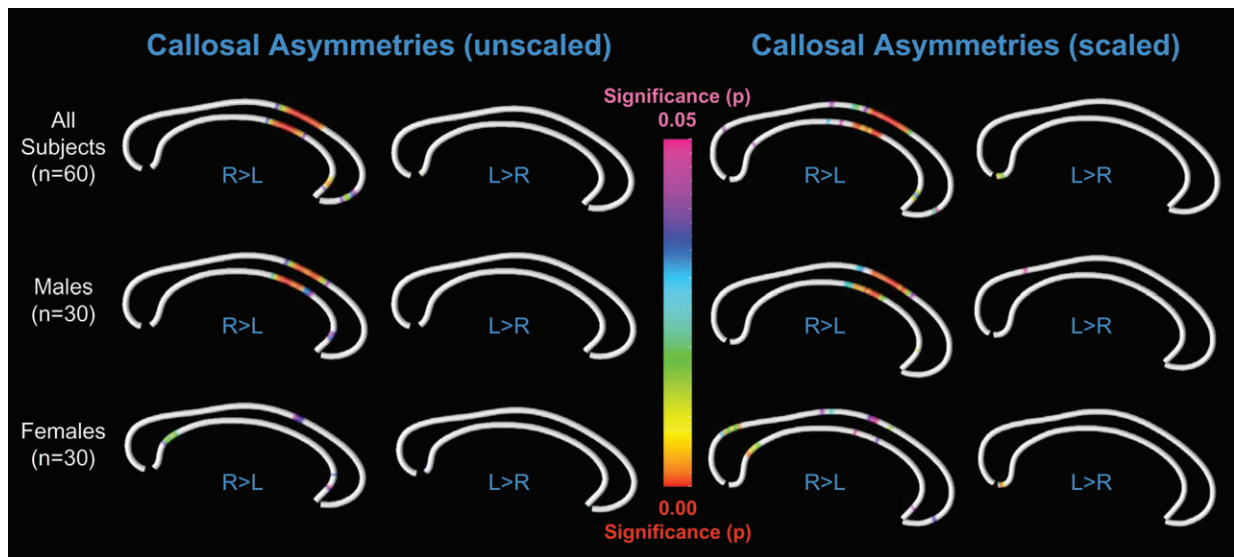 Callosal Asymmetries (unscaled)
Callosal Asymmetries (scaled)
Significance (p)
0.05
All
Subjects
(n=60)
R>L
L>R
R>L
L>R
Males
(n=30)
R>L
L>R
R>L
L>R
Females
(n=30)
R>L
L>R
R>L
L>R
0.00
Significance (p)